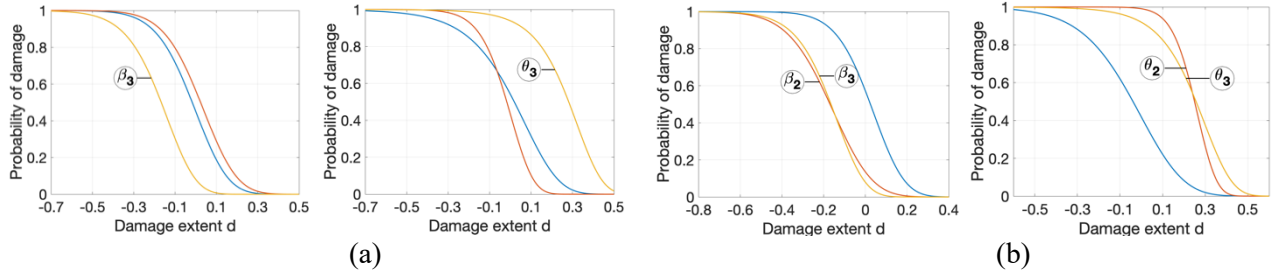 Probability of damage
1
0.8
0.6
0.4
0.2
0
β₃
-0.7 -0.5 -0.3 -0.1 0.1 0.3 0.5
Damage extent d
Probability of damage
1
0.8
0.6
0.4
0.2
0
θ₃
-0.7 -0.5 -0.3 -0.1 0.1 0.3 0.5
Damage extent d
(a)
Probability of damage
1
0.8
0.6
0.4
0.2
0
β₂ β₃
-0.8 -0.6 -0.4 -0.2 0 0.2 0.4
Damage extent d
Probability of damage
1
0.8
0.6
0.4
0.2
0
θ₂ θ₃
-0.5 -0.3 -0.1 0.1 0.3 0.5
Damage extent d
(b)